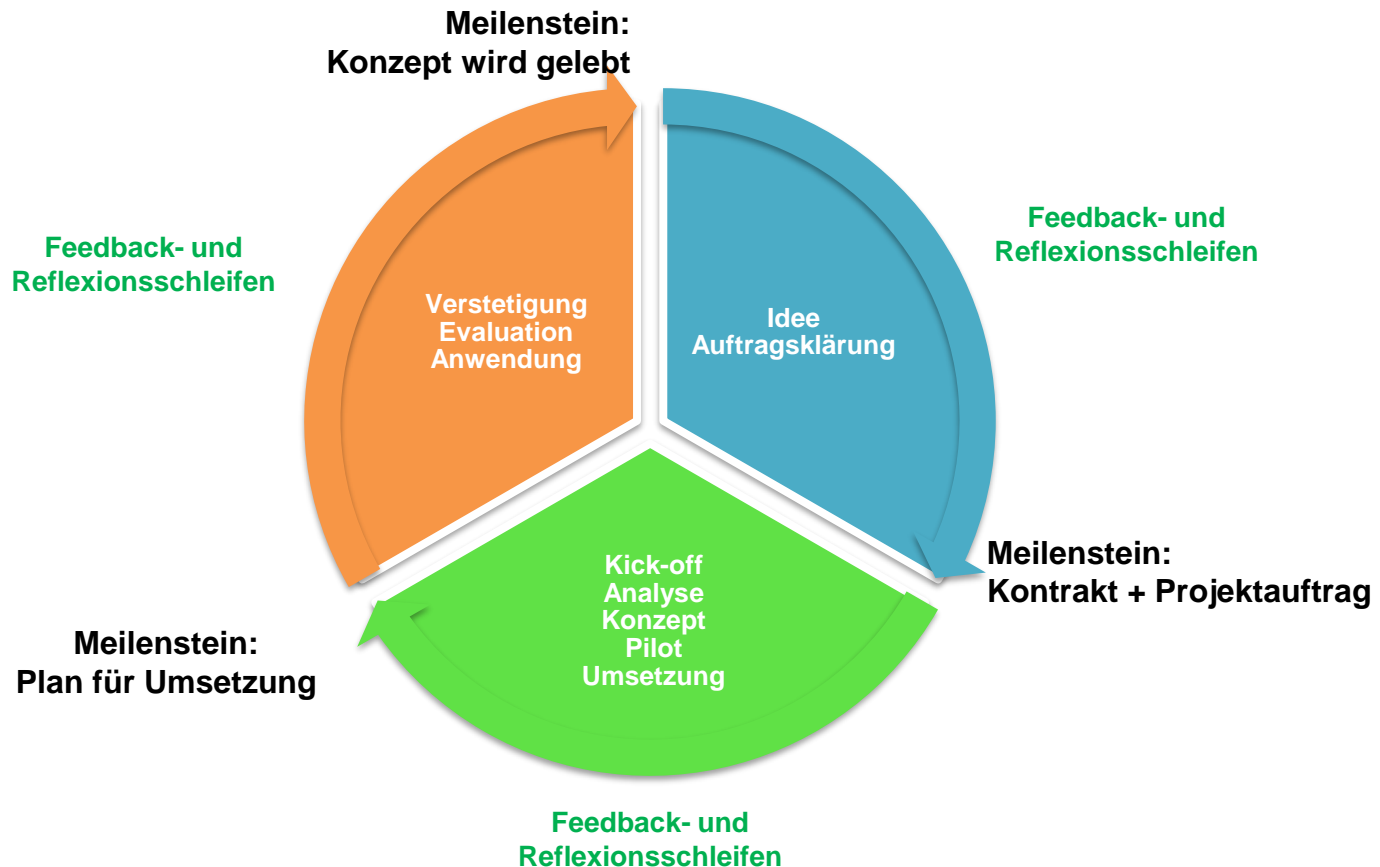 Meilenstein:
Konzept wird gelebt
Feedback- und
Reflexionsschleifen
Feedback- und
Reflexionsschleifen
Verstetigung
Evaluation
Anwendung
Idee
Auftragsklärung
Meilenstein:
Kontrakt + Projektauftrag
Kick-off
Analyse
Konzept
Pilot
Umsetzung
Meilenstein:
Plan für Umsetzung
Feedback- und
Reflexionsschleifen